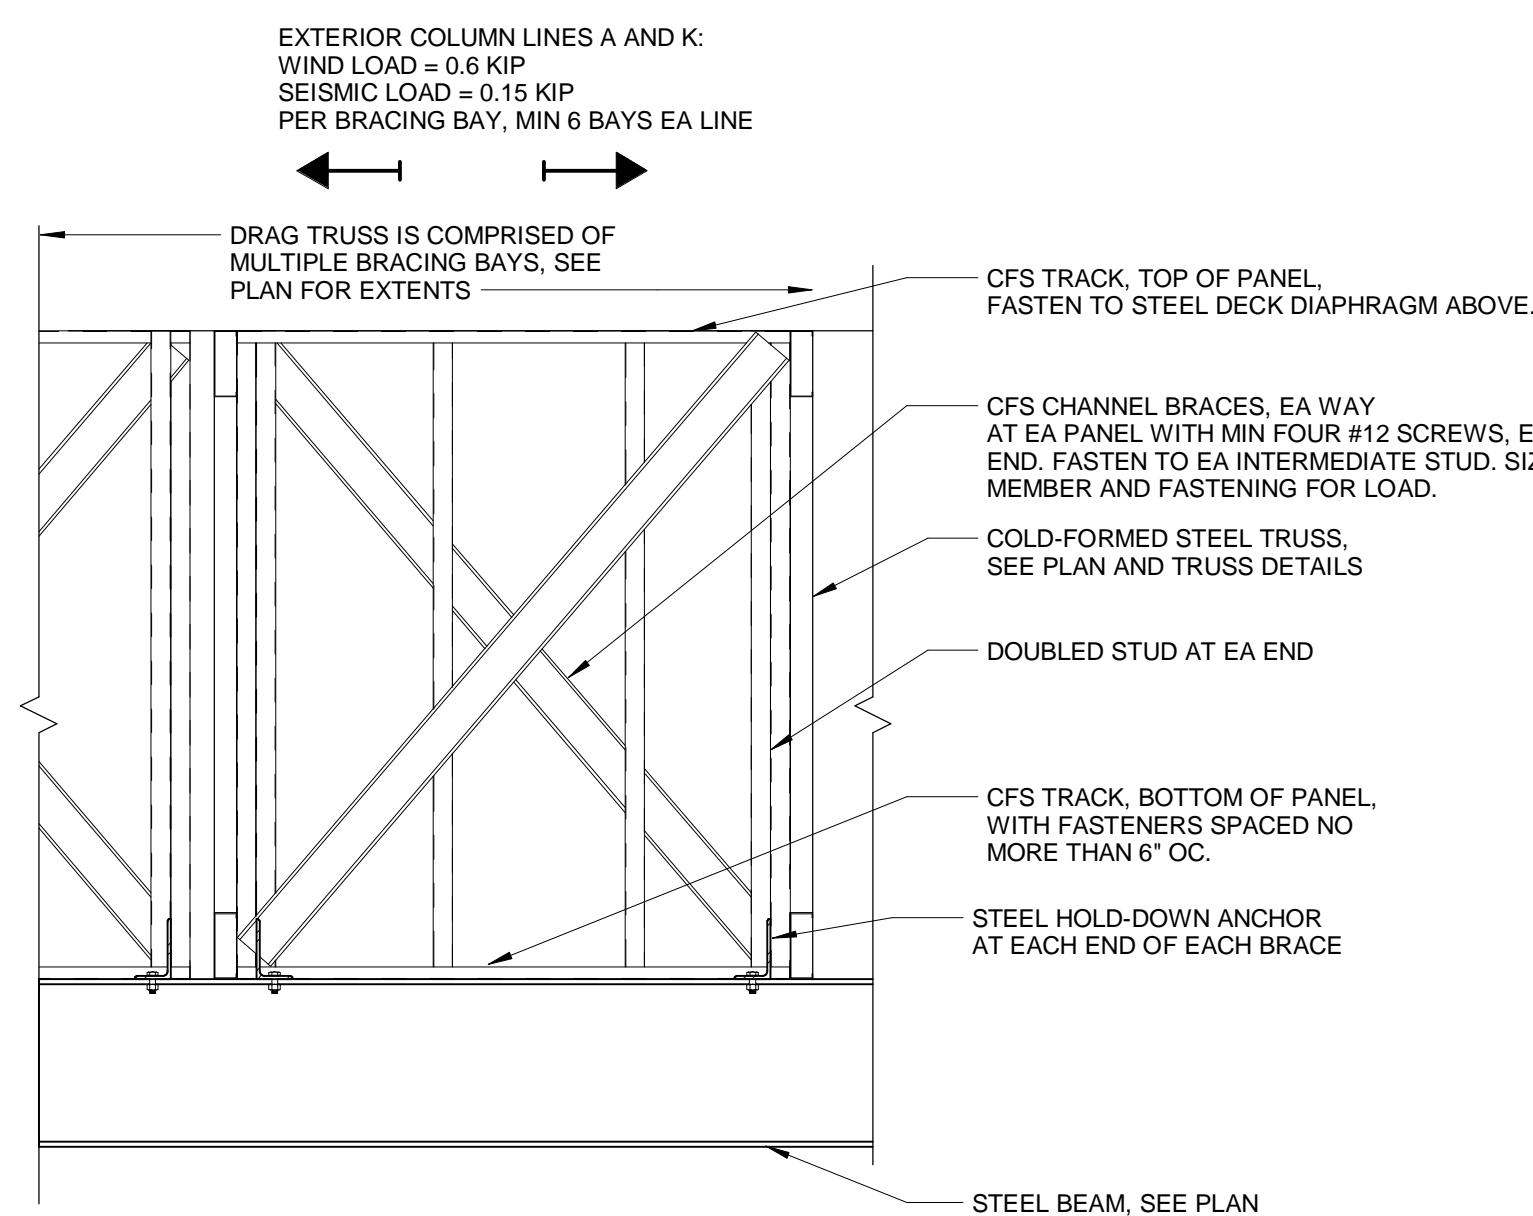 EXTERIOR COLUMN LINES A AND K:
WIND LOAD = 0.6 KIP
SEISMIC LOAD = 0.15 KIP
PER BRACING BAY, MIN 6 BAYS EA LINE
DRAG TRUSS IS COMPRISED OF
MULTIPLE BRACING BAYS, SEE
PLAN FOR EXTENTS
CFS TRACK, TOP OF PANEL,
FASTEN TO STEEL DECK DIAPHRAGM ABOVE.
CFS CHANNEL BRACES, EA WAY
AT EA PANEL WITH MIN FOUR #12 SCREWS,
END. FASTEN TO EA INTERMEDIATE STUD.
MEMBER AND FASTENING FOR LOAD.
COLD-FORMED STEEL TRUSS,
SEE PLAN AND TRUSS DETAILS
DOUBLED STUD AT EA END
CFS TRACK, BOTTOM OF PANEL,
WITH FASTENERS SPACED NO
MORE THAN 6" OC.
STEEL HOLD-DOWN ANCHOR
AT EACH END OF EACH BRACE
STEEL BEAM, SEE PLAN